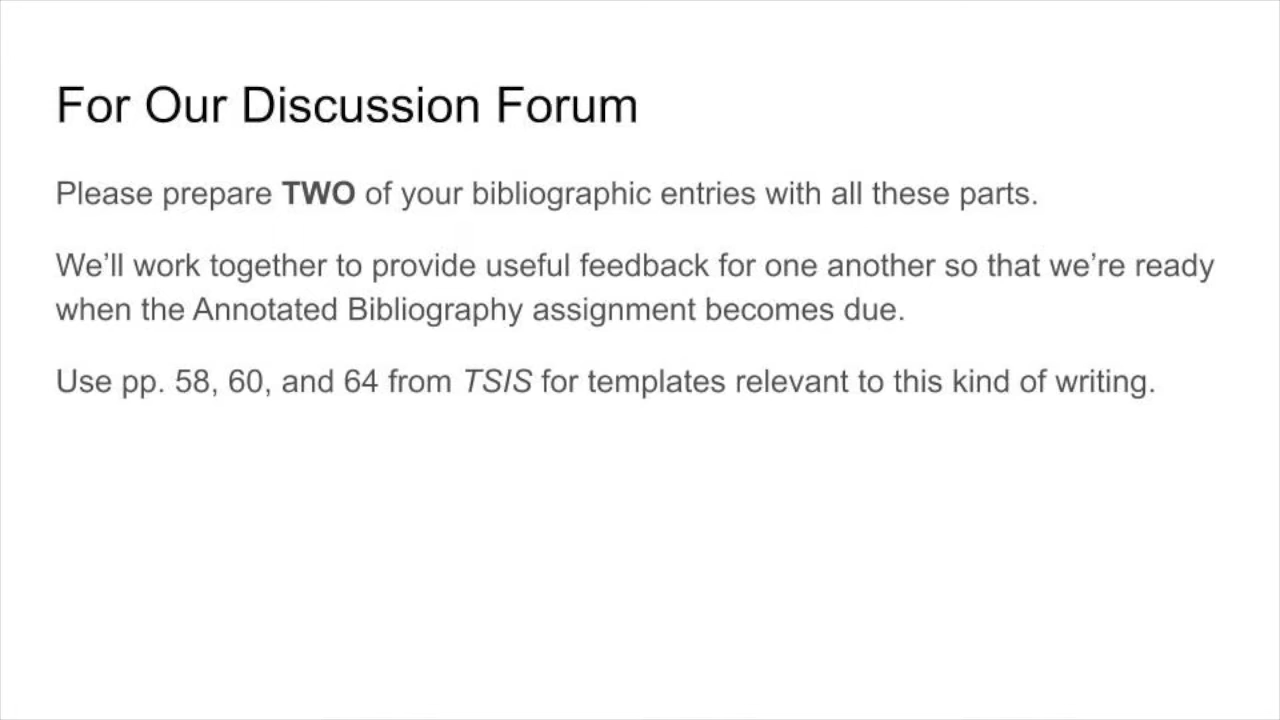 For Our Discussion Forum
Please prepare TWO of your bibliographic entries with all these parts.
We’ll work together to provide useful feedback for one another so that we’re ready
when the Annotated Bibliography assignment becomes due.
Use pp. 58, 60, and 64 from TSIS for templates relevant to this kind of writing.